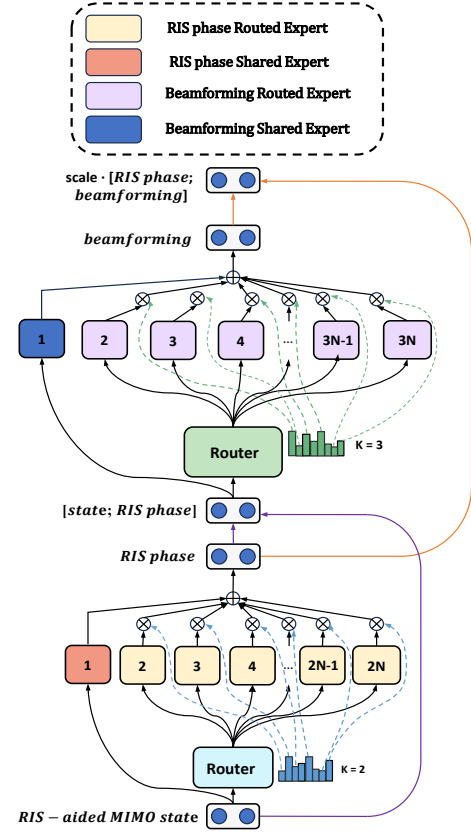 RIS phase Routed Expert
RIS phase Shared Expert
Beamforming Routed Expert
Beamforming Shared Expert
scale · [RIS phase;
beamforming]
beamforming
1
2
3
4
...
3N-1
3N
Router
K = 3
[state; RIS phase]
RIS phase
1
2
3
4
...
2N-1
2N
Router
K = 2
RIS − aided MIMO state